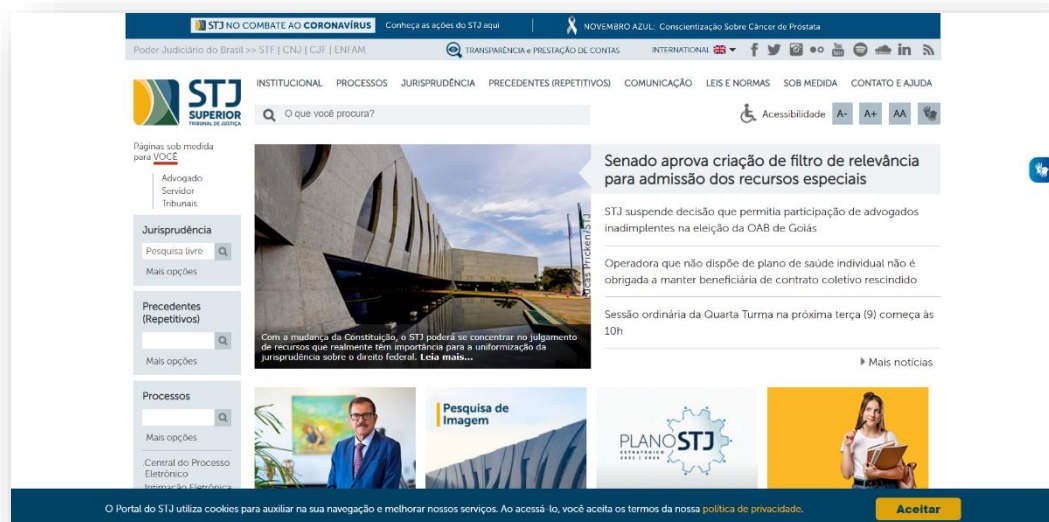 STJ NO COMBATE AO CORONAVÍRUS Conheça as ações do STJ aqui NOVEMBRO AZUL: Conscientização Sobre Câncer de Próstata
Poder Judiciário do Brasil >> STF | CNJ | CJF | ENFAM TRANSPARÊNCIA e PRESTAÇÃO DE CONTAS INTERNATIONAL
STJ
SUPERIOR
TRIBUNAL DE JUSTIÇA
INSTITUCIONAL PROCESSOS JURISPRUDÊNCIA PRECEDENTES (REPETITIVOS) COMUNICAÇÃO LEIS E NORMAS SOB MEDIDA CONTATO E AJUDA
O que você procura? Acessibilidade A- A+ AA
Páginas sob medida
para VOCÊ
Advogado
Servidor
Tribunais
Jurisprudência
Pesquisa livre
Mais opções
Precedentes
(Repetitivos)
Mais opções
Processos
Mais opções
.Central do Processo
Eletrônico
Intimação Eletrônica
Lucas Pricken/STJ
Com a mudança da Constituição, o STJ poderá se concentrar no julgamento
de recursos que realmente têm importância para a uniformização da
jurisprudência sobre o direito federal. Leia mais...
Senado aprova criação de filtro de relevância
para admissão dos recursos especiais
STJ suspende decisão que permitia participação de advogados
inadimplentes na eleição da OAB de Goiás
Operadora que não dispõe de plano de saúde individual não é
obrigada a manter beneficiária de contrato coletivo rescindido
Sessão ordinária da Quarta Turma na próxima terça (9) começa às
10h
Mais notícias
Pesquisa de
Imagem
PLANO STJ
O Portal do STJ utiliza cookies para auxiliar na sua navegação e melhorar nossos serviços. Ao acessá-lo, você aceita os termos da nossa política de privacidade. Aceitar